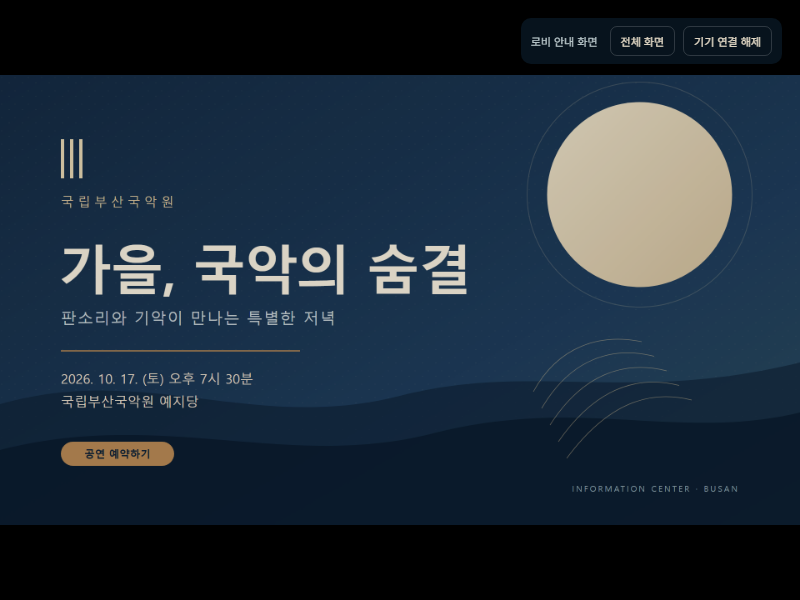 로비 안내 화면 전체 화면 기기 연결 해제
국립부산국악원
가을, 국악의 숨결
판소리와 기악이 만나는 특별한 저녁
2026. 10. 17. (토) 오후 7시 30분
국립부산국악원 예지당
공연 예약하기
INFORMATION CENTER · BUSAN